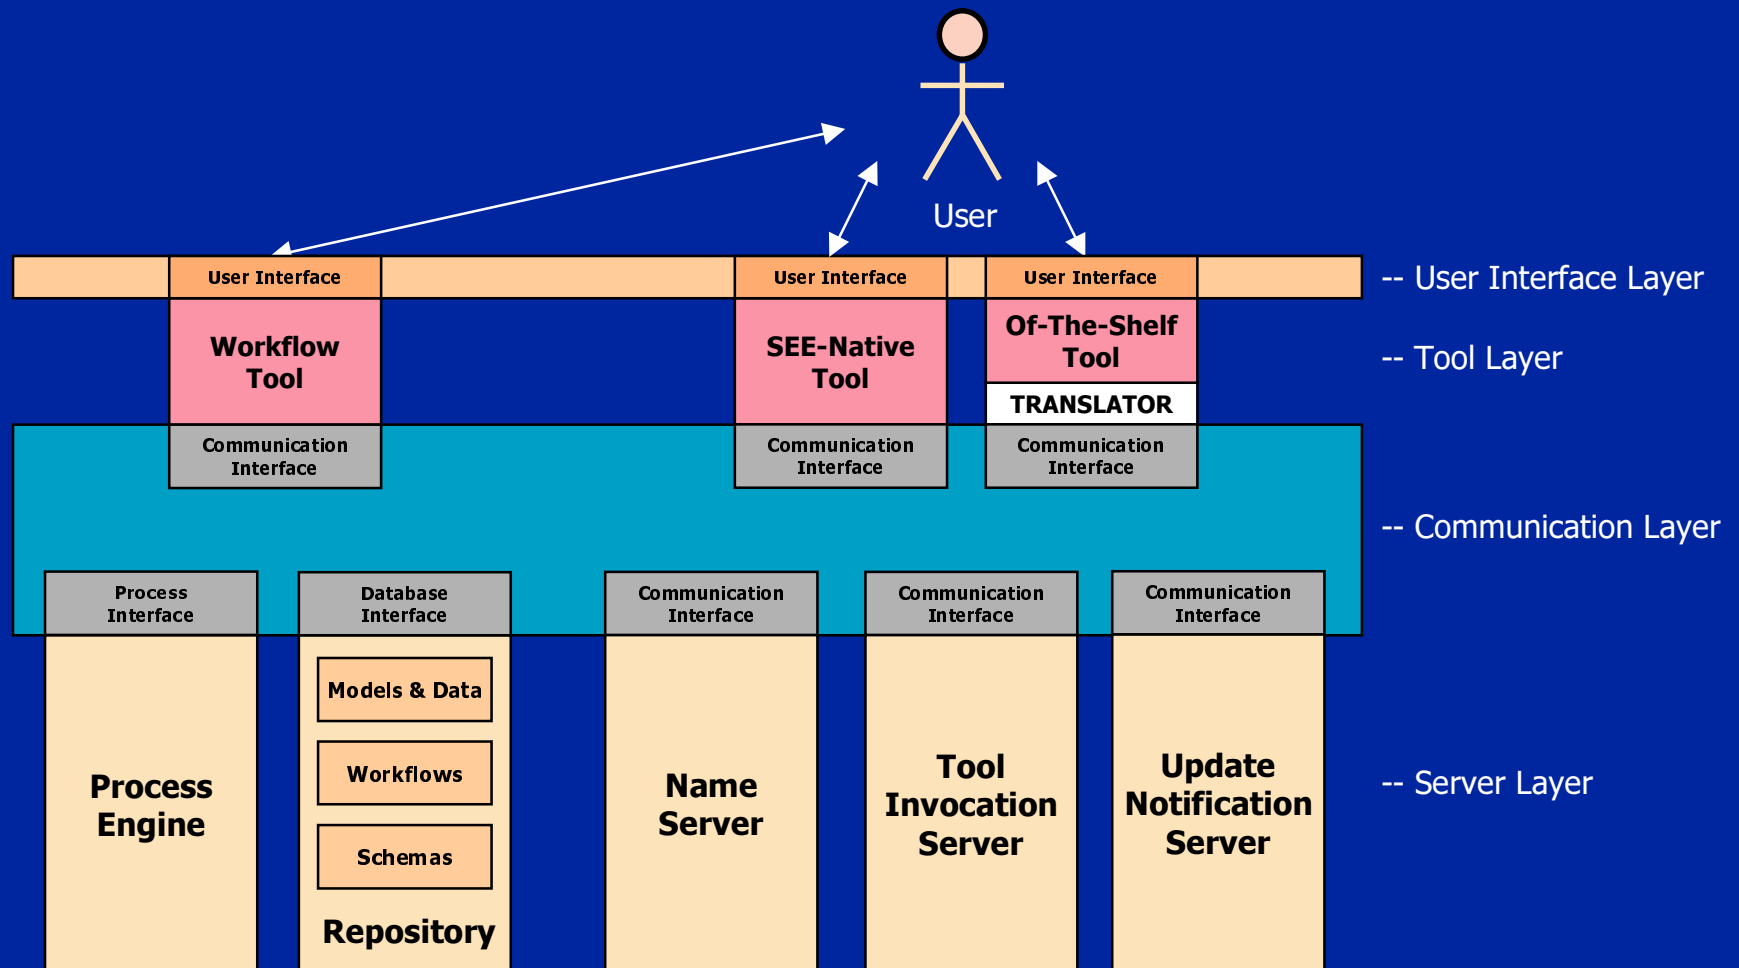 User
User Interface
User Interface
User Interface
-- User Interface Layer
Workflow
Tool
SEE-Native
Tool
Of-The-Shelf
Tool
TRANSLATOR
-- Tool Layer
Communication
Interface
Communication
Interface
Communication
Interface
-- Communication Layer
Process
Interface
Database
Interface
Communication
Interface
Communication
Interface
Communication
Interface
Process
Engine
Models & Data
Workflows
Schemas
Repository
Name
Server
Tool
Invocation
Server
Update
Notification
Server
-- Server Layer